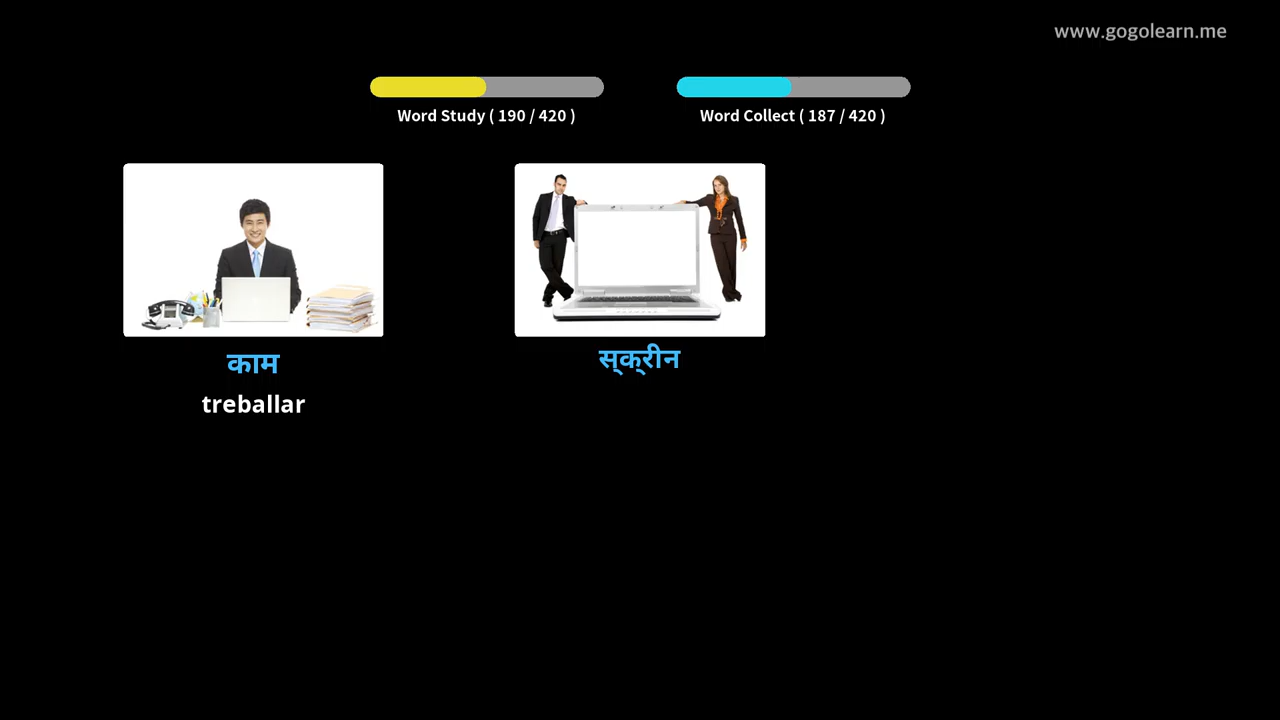 www.gogolearn.me
Word Study ( 190 / 420 )
Word Collect ( 187 / 420 )
काम
स्क्रीन
treballar